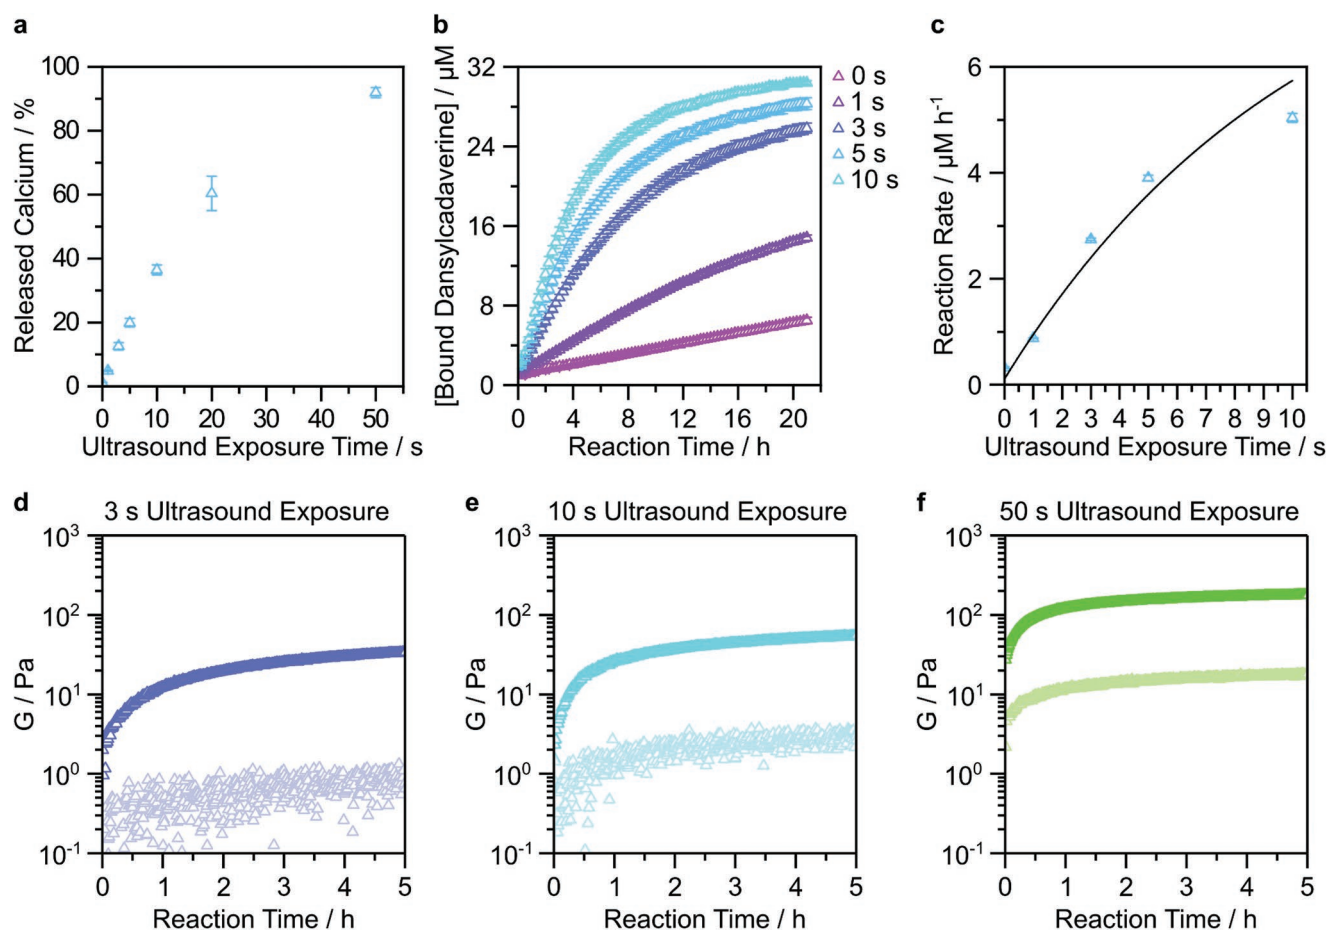 a
Released Calcium / %
100
80
60
40
20
0
0 10 20 30 40 50
Ultrasound Exposure Time / s
b
[Bound Dansylcadaverine] / µM
32
24
16
8
0
0 4 8 12 16 20
Reaction Time / h
0 s
1 s
3 s
5 s
10 s
c
Reaction Rate / µM h⁻¹
6
4
2
0
0 1 2 3 4 5 6 7 8 9 10
Ultrasound Exposure Time / s
d
3 s Ultrasound Exposure
G / Pa
10³
10²
10¹
10⁰
10⁻¹
0 1 2 3 4 5
Reaction Time / h
e
10 s Ultrasound Exposure
G / Pa
10³
10²
10¹
10⁰
10⁻¹
0 1 2 3 4 5
Reaction Time / h
f
50 s Ultrasound Exposure
G / Pa
10³
10²
10¹
10⁰
10⁻¹
0 1 2 3 4 5
Reaction Time / h